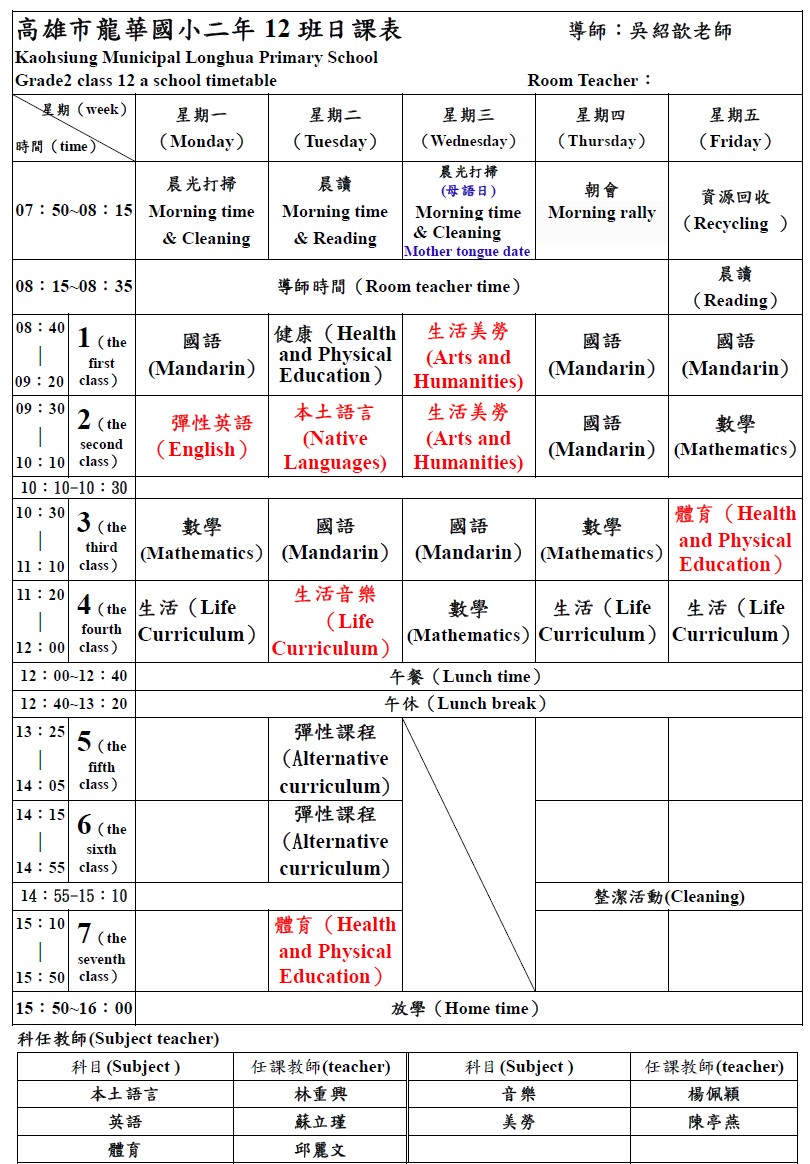 高雄市龍華國小二年 12 班日課表 導師：吳紹歆老師
Kaohsiung Municipal Longhua Primary School
Grade2 class 12 a school timetable Room Teacher：
星期（week）
時間（time）
星期一
（Monday）
星期二
（Tuesday）
星期三
（Wednesday）
星期四
（Thursday）
星期五
（Friday）
07：50~08：15
晨光打掃
Morning time
& Cleaning
晨讀
Morning time
& Reading
晨光打掃
(母語日)
Morning time
& Cleaning
Mother tongue date
朝會
Morning rally
資源回收
（Recycling ）
08：15~08：35
導師時間（Room teacher time）
晨讀
（Reading）
08：40
｜
09：20
1（the
first
class）
國語
(Mandarin）
健康（Health
and Physical
Education）
生活美勞
(Arts and
Humanities)
國語
(Mandarin）
國語
(Mandarin）
09：30
｜
10：10
2（the
second
class）
彈性英語
（English）
本土語言
(Native
Languages)
生活美勞
(Arts and
Humanities)
國語
(Mandarin）
數學
(Mathematics）
10：10-10：30
10：30
｜
11：10
3（the
third
class）
數學
(Mathematics）
國語
(Mandarin）
國語
(Mandarin）
數學
(Mathematics）
體育（Health
and Physical
Education）
11：20
｜
12：00
4（the
fourth
class）
生活（Life
Curriculum）
生活音樂
（Life
Curriculum）
數學
(Mathematics）
生活（Life
Curriculum）
生活（Life
Curriculum）
12：00~12：40
午餐（Lunch time）
12：40~13：20
午休（Lunch break）
13：25
｜
14：05
5（the
fifth
class）
彈性課程
（Alternative
curriculum）
14：15
｜
14：55
6（the
sixth
class）
彈性課程
（Alternative
curriculum）
14：55-15：10
整潔活動(Cleaning)
15：10
｜
15：50
7（the
seventh
class）
體育（Health
and Physical
Education）
15：50~16：00
放學（Home time）
科任教師(Subject teacher)
科目(Subject ) 任課教師(teacher) 科目(Subject ) 任課教師(teacher)
本土語言 林重興 音樂 楊佩穎
英語 蘇立瑾 美勞 陳亭燕
體育 邱麗文